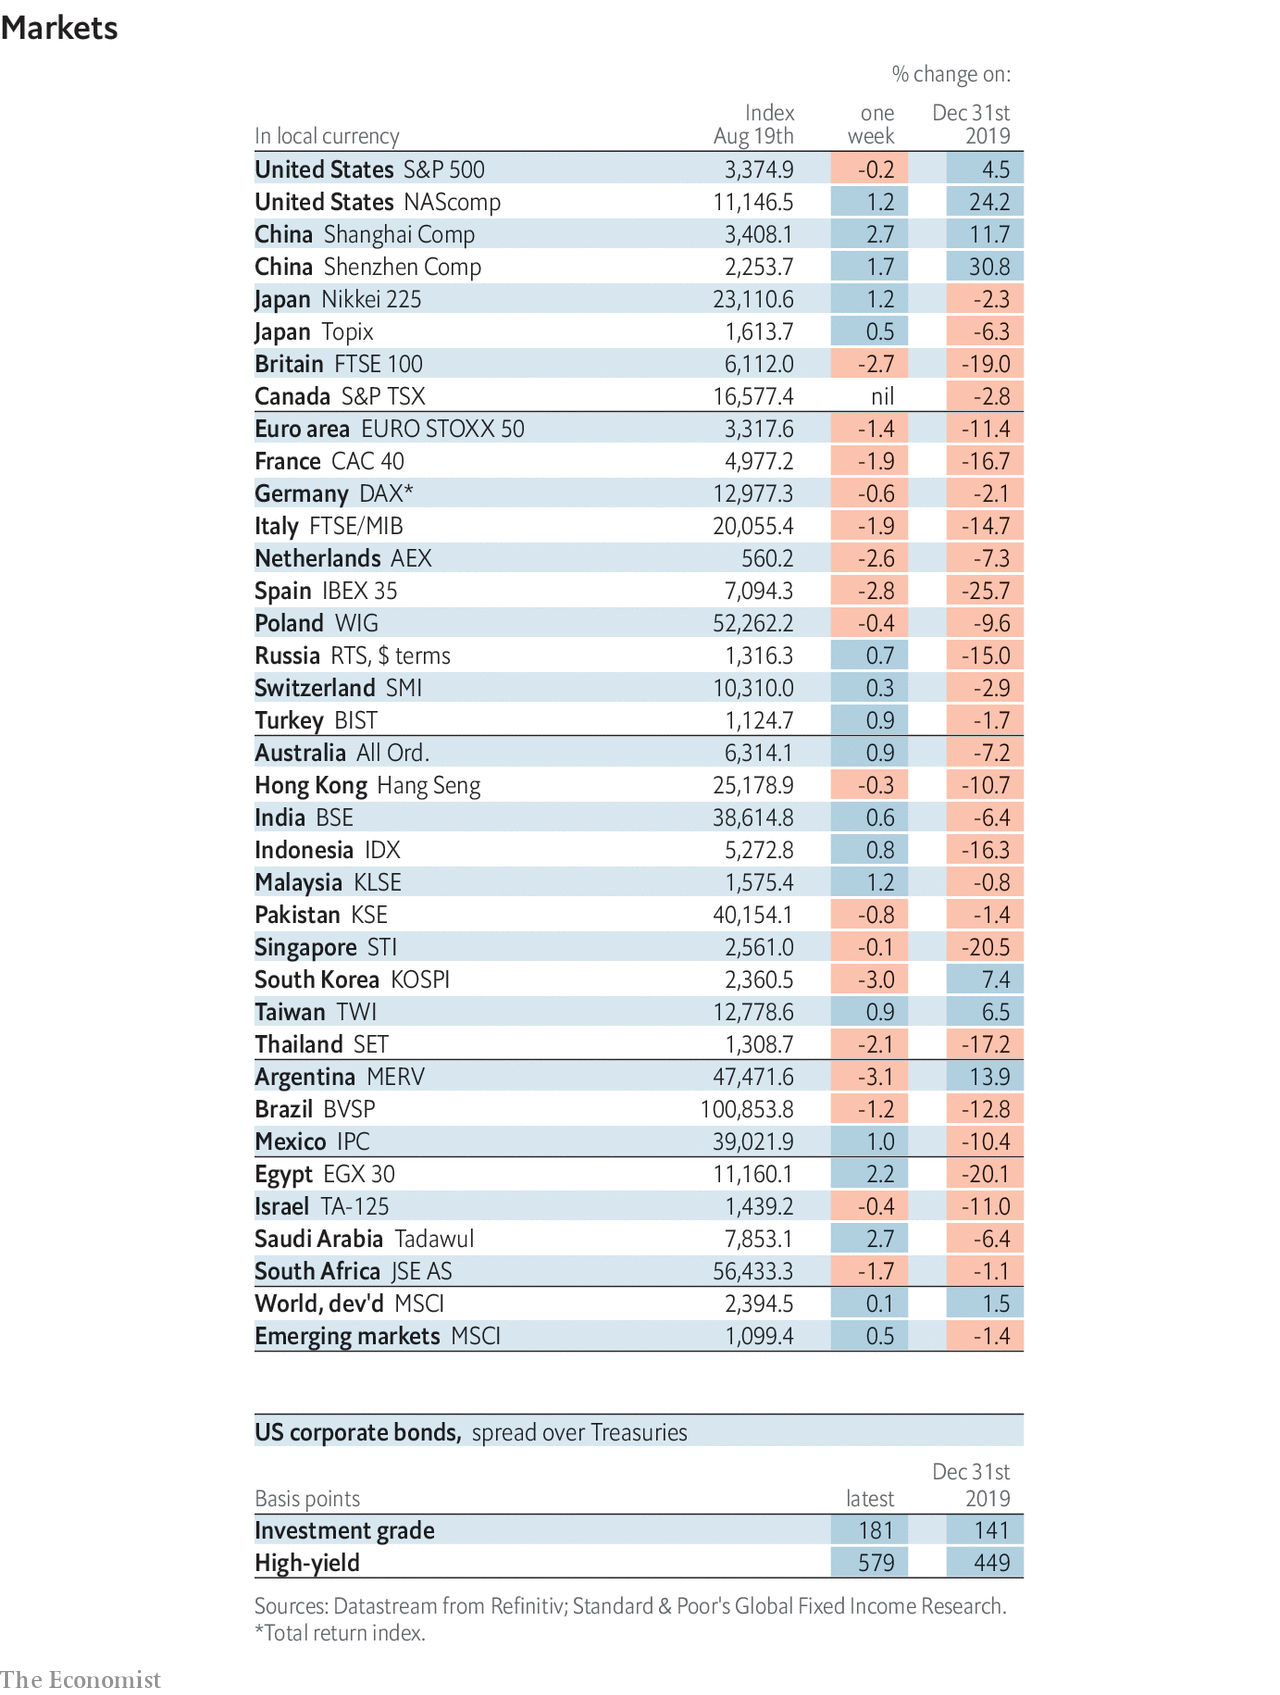 Markets
% change on:
Index one Dec 31st
In local currency Aug 19th week 2019
United States S&P 500 3,374.9 -0.2 4.5
United States NAScomp 11,146.5 1.2 24.2
China Shanghai Comp 3,408.1 2.7 11.7
China Shenzhen Comp 2,253.7 1.7 30.8
Japan Nikkei 225 23,110.6 1.2 -2.3
Japan Topix 1,613.7 0.5 -6.3
Britain FTSE 100 6,112.0 -2.7 -19.0
Canada S&P TSX 16,577.4 nil -2.8
Euro area EURO STOXX 50 3,317.6 -1.4 -11.4
France CAC 40 4,977.2 -1.9 -16.7
Germany DAX* 12,977.3 -0.6 -2.1
Italy FTSE/MIB 20,055.4 -1.9 -14.7
Netherlands AEX 560.2 -2.6 -7.3
Spain IBEX 35 7,094.3 -2.8 -25.7
Poland WIG 52,262.2 -0.4 -9.6
Russia RTS, $ terms 1,316.3 0.7 -15.0
Switzerland SMI 10,310.0 0.3 -2.9
Turkey BIST 1,124.7 0.9 -1.7
Australia All Ord. 6,314.1 0.9 -7.2
Hong Kong Hang Seng 25,178.9 -0.3 -10.7
India BSE 38,614.8 0.6 -6.4
Indonesia IDX 5,272.8 0.8 -16.3
Malaysia KLSE 1,575.4 1.2 -0.8
Pakistan KSE 40,154.1 -0.8 -1.4
Singapore STI 2,561.0 -0.1 -20.5
South Korea KOSPI 2,360.5 -3.0 7.4
Taiwan TWI 12,778.6 0.9 6.5
Thailand SET 1,308.7 -2.1 -17.2
Argentina MERV 47,471.6 -3.1 13.9
Brazil BVSP 100,853.8 -1.2 -12.8
Mexico IPC 39,021.9 1.0 -10.4
Egypt EGX 30 11,160.1 2.2 -20.1
Israel TA-125 1,439.2 -0.4 -11.0
Saudi Arabia Tadawul 7,853.1 2.7 -6.4
South Africa JSE AS 56,433.3 -1.7 -1.1
World, dev'd MSCI 2,394.5 0.1 1.5
Emerging markets MSCI 1,099.4 0.5 -1.4
US corporate bonds, spread over Treasuries
Dec 31st
Basis points latest 2019
Investment grade 181 141
High-yield 579 449
Sources: Datastream from Refinitiv; Standard & Poor's Global Fixed Income Research.
*Total return index.
The Economist